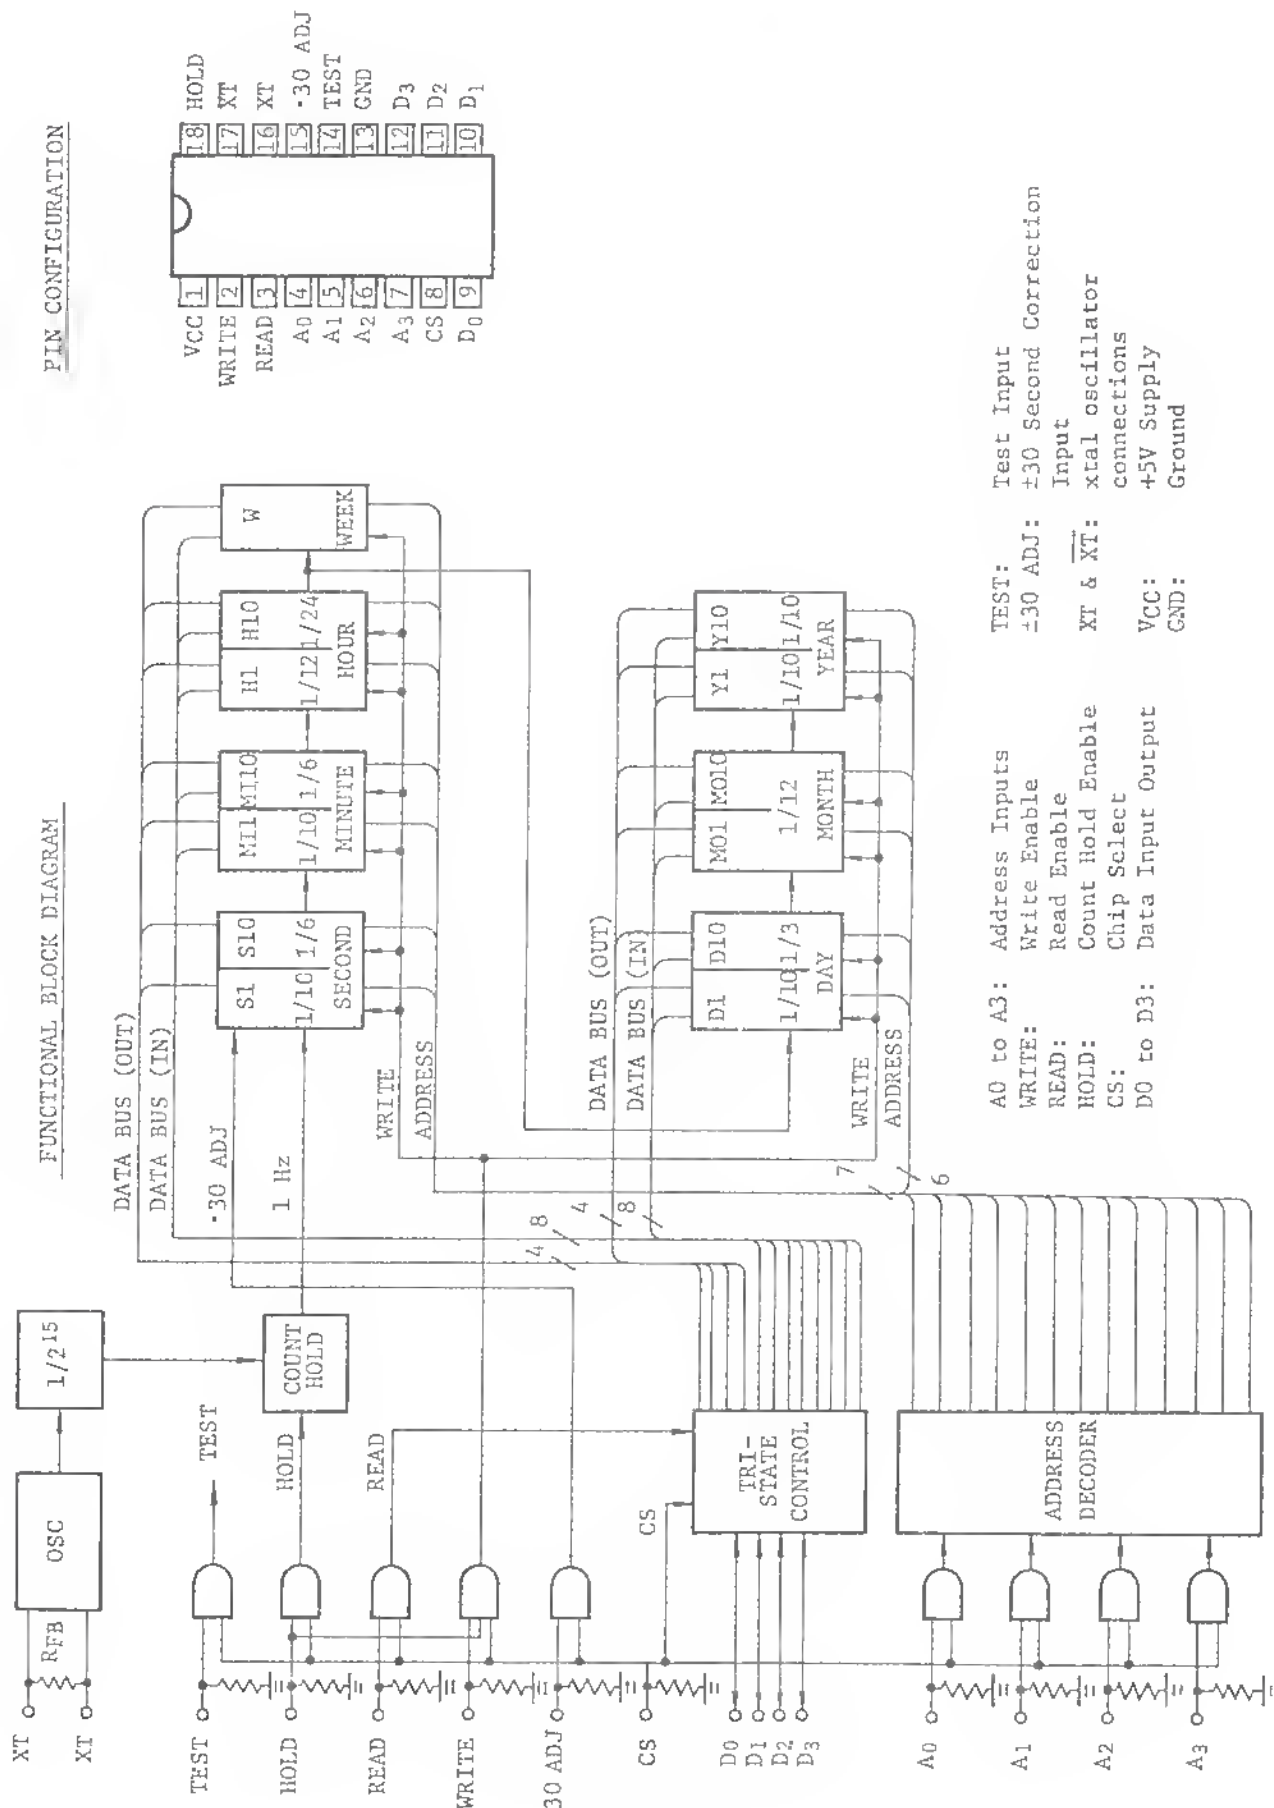 FUNCTIONAL BLOCK DIAGRAM
XT
XT
RFB
OSC
1/2¹⁵
TEST
HOLD
READ
WRITE
30 ADJ
CS
D0
D1
D2
D3
A0
A1
A2
A3
TEST
HOLD
READ
CS
COUNT
HOLD
TRI-
STATE
CONTROL
ADDRESS
DECODER
DATA BUS (OUT)
DATA BUS (IN)
·30 ADJ
1 Hz
WRITE
ADDRESS
4
8
4
8
7
6
S1 S10
1/10 1/6
SECOND
MI1 MI10
1/10 1/6
MINUTE
H1 H10
1/12 1/24
HOUR
W
WEEK
DATA BUS (OUT)
DATA BUS (IN)
WRITE
ADDRESS
D1 D10
1/10 1/3
DAY
MO1 MO10
1/12
MONTH
Y1 Y10
1/10 1/10
YEAR
PIN CONFIGURATION
VCC 1 18 HOLD
WRITE 2 17 XT
READ 3 16 XT
A0 4 15 ·30 ADJ
A1 5 14 TEST
A2 6 13 GND
A3 7 12 D3
CS 8 11 D2
D0 9 10 D1
A0 to A3: Address Inputs
WRITE: Write Enable
READ: Read Enable
HOLD: Count Hold Enable
CS: Chip Select
D0 to D3: Data Input Output
TEST: Test Input
±30 ADJ: ±30 Second Correction
Input
XT & X̅T̅: xtal oscillator
connections
VCC: +5V Supply
GND: Ground